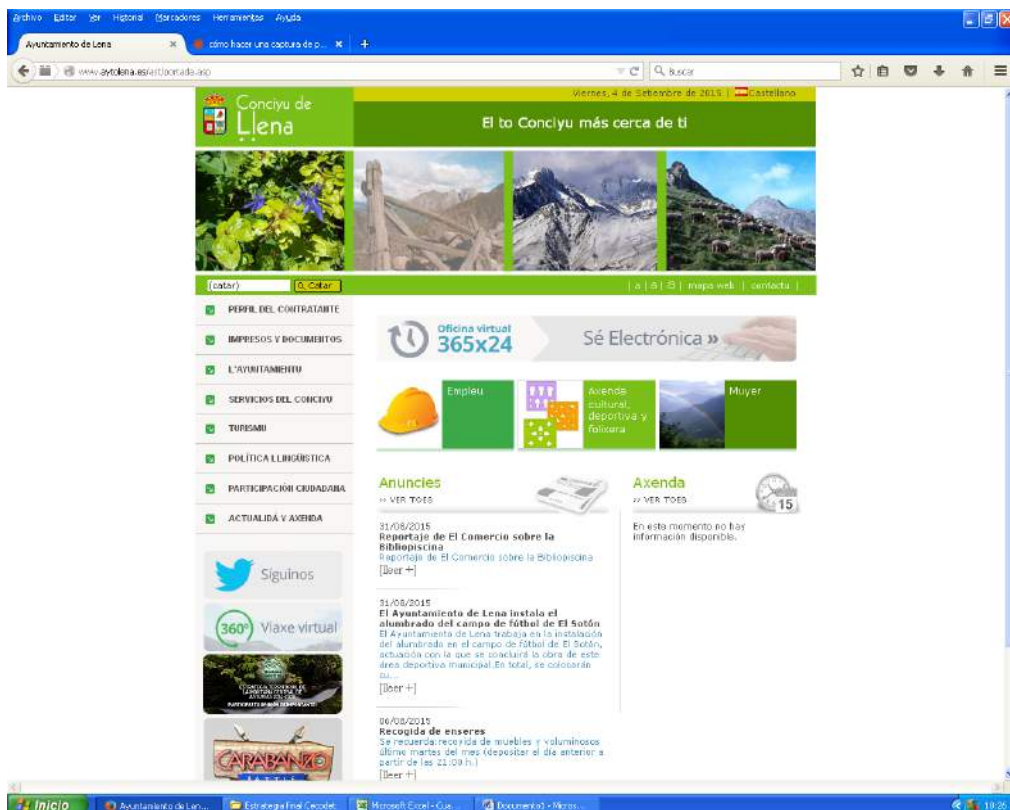 Archivo Editar Ver Historial Marcadores Herramientas Ayuda
Ayuntamiento de Lena
cómo hacer una captura de p...
www.aytolena.es/ast/portada.asp
Buscar
Viernes, 4 de Setiembre de 2015 | Castellano
Conciyu de
Llena
El to Conciyu más cerca de ti
(catar) Catar
| a | a | a | mapa web | contactu |
PERFIL DEL CONTRATANTE
IMPRESOS Y DOCUMENTOS
L'AYUNTAMIENTU
SERVICIOS DEL CONCIYU
TURISMU
POLÍTICA LLINGÜÍSTICA
PARTICIPACIÓN CIUDADANA
ACTUALIDÁ Y AXENDA
Síguinos
360º Viaxe virtual
CARABANZO
BATTLE
Oficina virtual
365x24
Sé Electrónica »
Empleu
Axenda
cultural,
deportiva y
folixera
Muyer
Anuncies
>> VER TOES
31/08/2015
Reportaje de El Comercio sobre la
Bibliopiscina
Reportaje de El Comercio sobre la Bibliopiscina
[lleer +]
31/08/2015
El Ayuntamiento de Lena instala el
alumbrado del campo de fútbol de El Sotón
El Ayuntamiento de Lena trabaja en la instalación
del alumbrado en el campo de fútbol de El Sotón,
actuación con la que se concluirá la obra de este
área deportiva municipal.En total, se colocarán
cu...
[lleer +]
06/08/2015
Recogida de enseres
Se recuerda:recogida de muebles y voluminosos
último martes del mes (depositar el día anterior a
partir de las 21:00 h.)
[lleer +]
Axenda
>> VER TOES
15
En este momento no hay
información disponible.
Inicio
Ayuntamiento de Len...
Estrategia final Cecodet
Microsoft Excel - Cua...
Documento1 - Micros...
10:26